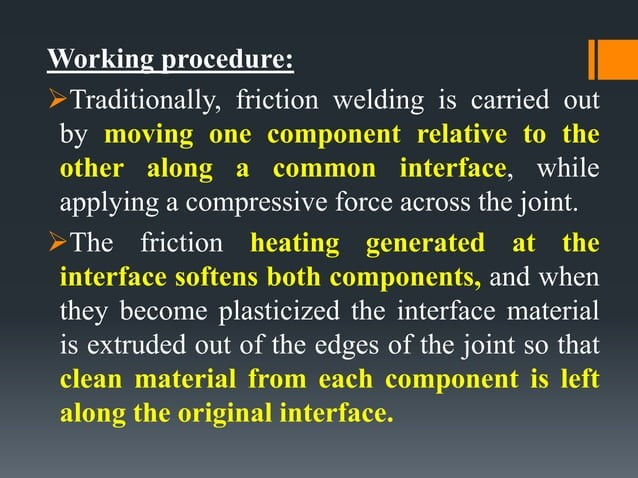 Working procedure:
➢Traditionally, friction welding is carried out
by moving one component relative to the
other along a common interface, while
applying a compressive force across the joint.
➢The friction heating generated at the
interface softens both components, and when
they become plasticized the interface material
is extruded out of the edges of the joint so that
clean material from each component is left
along the original interface.